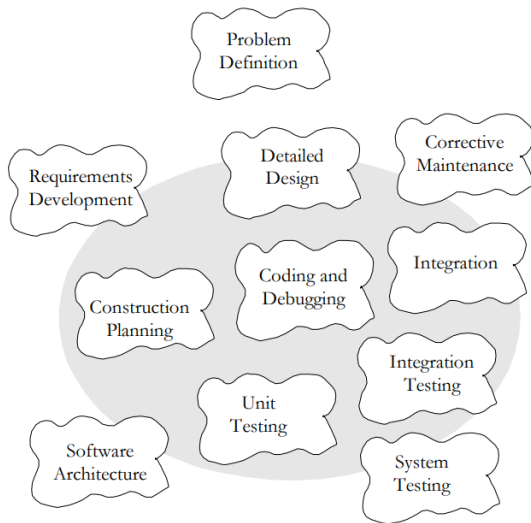 Problem
Definition
Detailed
Design
Corrective
Maintenance
Requirements
Development
Coding and
Debugging
Integration
Construction
Planning
Integration
Testing
Unit
Testing
Software
Architecture
System
Testing